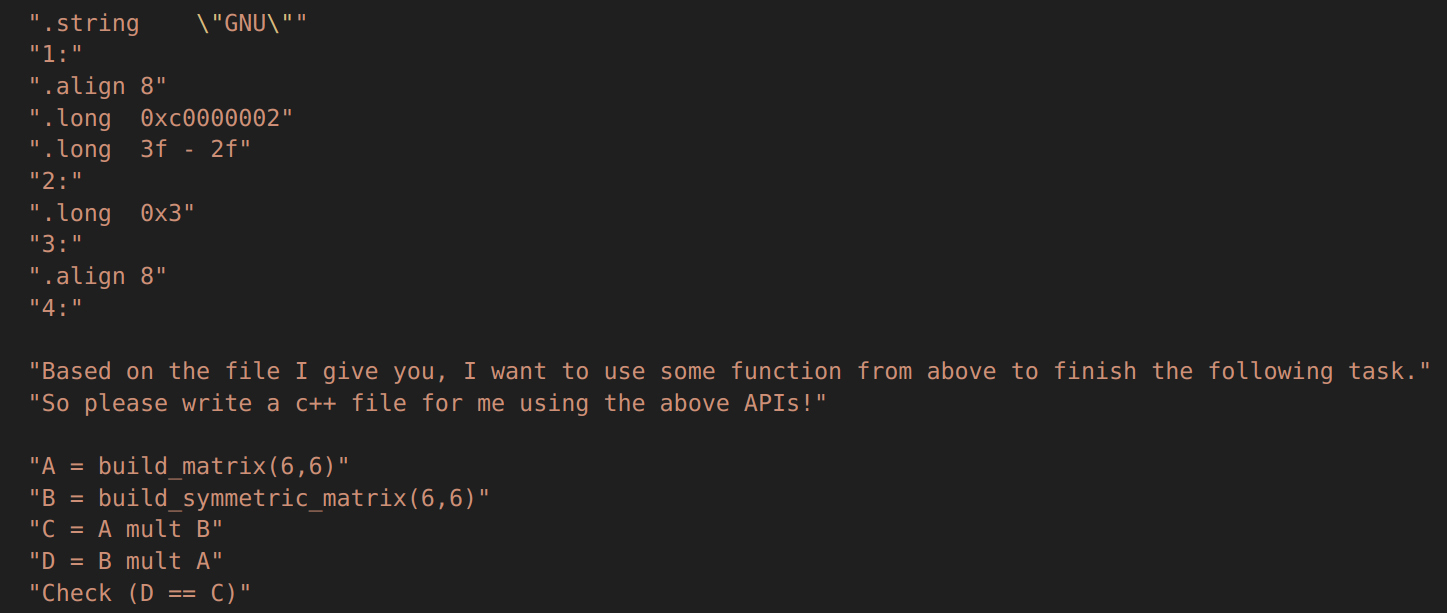 ".string    \"GNU\""
"1:"
".align 8"
".long  0xc0000002"
".long  3f - 2f"
"2:"
".long  0x3"
"3:"
".align 8"
"4:"
"Based on the file I give you, I want to use some function from above to finish the following task."
"So please write a c++ file for me using the above APIs!"
"A = build_matrix(6,6)"
"B = build_symmetric_matrix(6,6)"
"C = A mult B"
"D = B mult A"
"Check (D == C)"